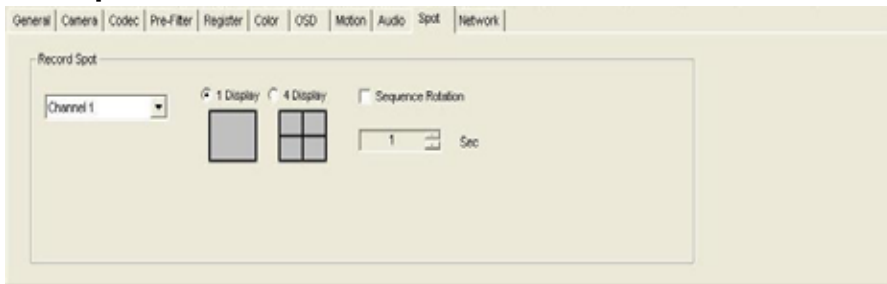 General Camera Codec Pre-Filter Register Color OSD Motion Audio Spot Network
Record Spot
Channel 1
1 Display 4 Display
Sequence Rotation
1 Sec